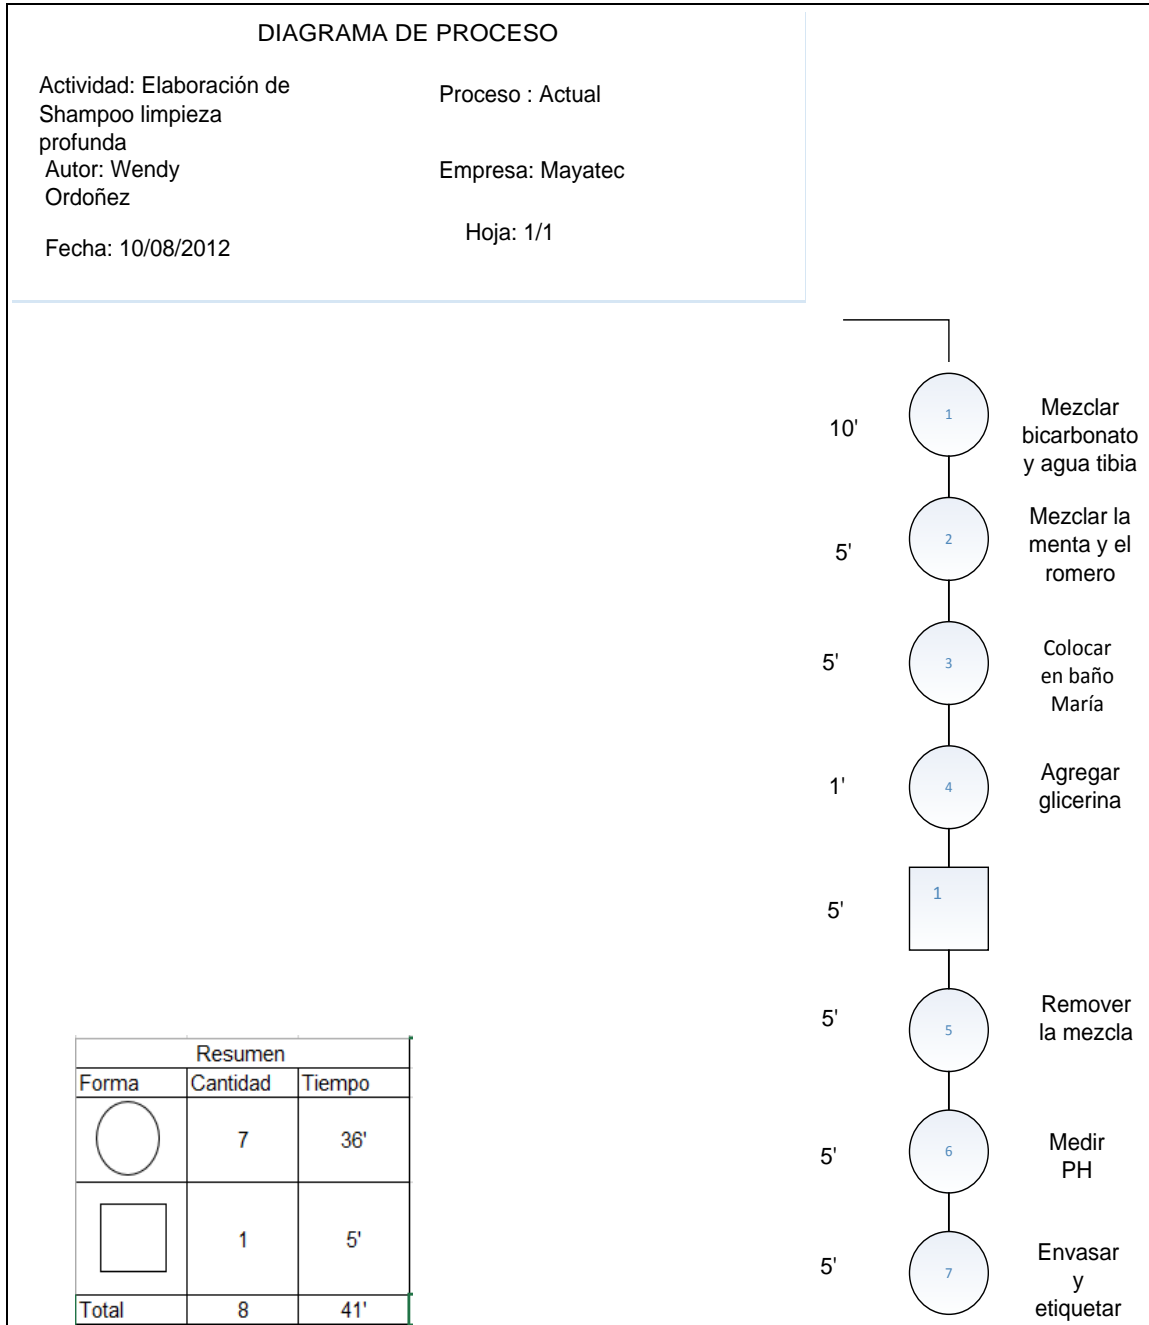 DIAGRAMA DE PROCESO
Actividad: Elaboración de
Shampoo limpieza
profunda
Autor: Wendy
Ordoñez
Fecha: 10/08/2012
Proceso : Actual
Empresa: Mayatec
Hoja: 1/1
10'
1
Mezclar
bicarbonato
y agua tibia
5'
2
Mezclar la
menta y el
romero
5'
3
Colocar
en baño
María
1'
4
Agregar
glicerina
5'
1
5'
5
Remover
la mezcla
5'
6
Medir
PH
5'
7
Envasar
y
etiquetar
Resumen
Forma Cantidad Tiempo
7 36'
1 5'
Total 8 41'